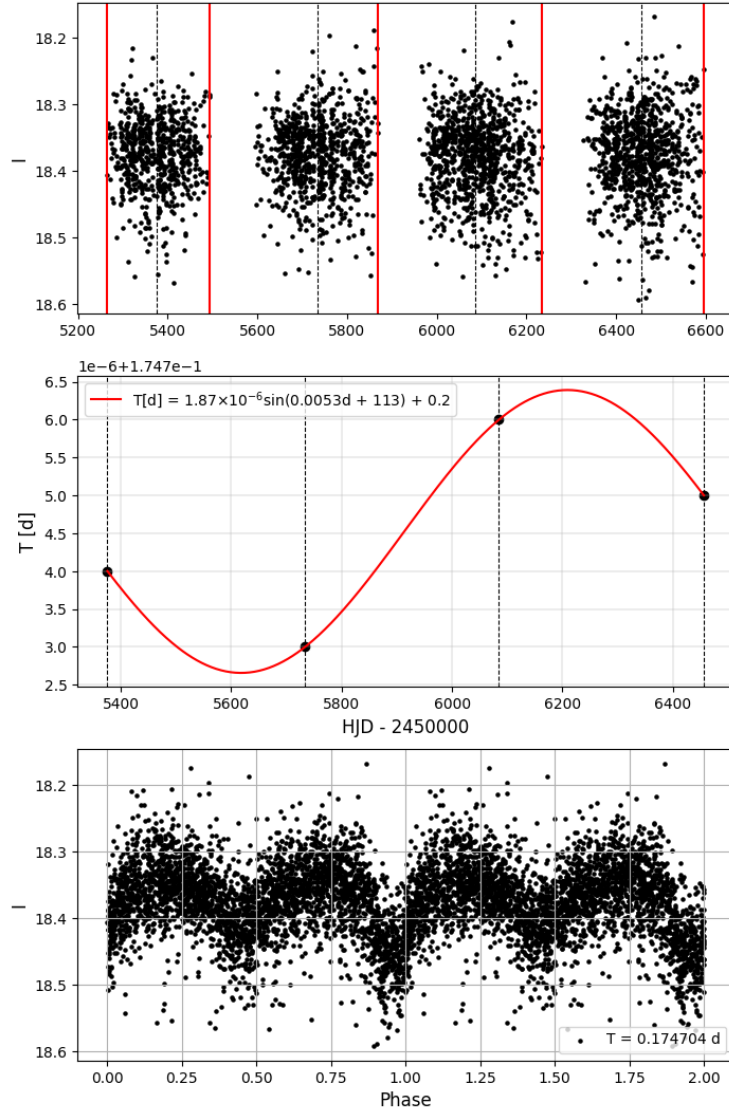 18.2
18.3
18.4
18.5
18.6
I
5200 5400 5600 5800 6000 6200 6400 6600
1e−6+1.747e−1
6.5
6.0
5.5
5.0
4.5
4.0
3.5
3.0
2.5
T [d]
T[d] = 1.87×10⁻⁶sin(0.0053d + 113) + 0.2
5400 5600 5800 6000 6200 6400
HJD - 2450000
18.2
18.3
18.4
18.5
18.6
I
T = 0.174704 d
0.00 0.25 0.50 0.75 1.00 1.25 1.50 1.75 2.00
Phase